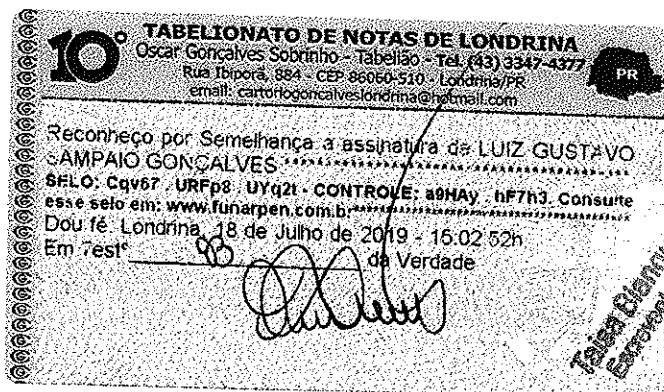 10º TABELIONATO DE NOTAS DE LONDRINA
Oscar Gonçalves Sobrinho - Tabelião - Tel. (43) 3347-4377
Rua Ibiporã, 884 - CEP 86060-510 - Londrina/PR
email: cartoriogoncalveslondrina@hotmail.com
PR
Reconheço por Semelhança a assinatura de LUIZ GUSTAVO
SAMPAIO GONÇALVES
SELO: Cqv67 . URFp8 . UYq2t - CONTROLE: a9HAy . hF7h3. Consulte
esse selo em: www.funarpen.com.br
Dou fé. Londrina, 18 de Julho de 2019 - 15:02:52h
Em Testº da Verdade
Taisa